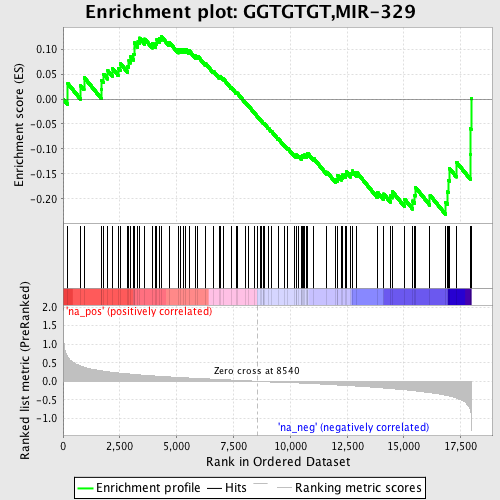 Enrichment plot: GGTGTGT,MIR-329
Enrichment score (ES)
0.10
0.05
0.00
-0.05
-0.10
-0.15
-0.20
'na_pos' (positively correlated)
Ranked list metric (PreRanked)
2.0
1.5
1.0
0.5
0.0
-0.5
-1.0
Zero cross at 8540
'na_neg' (negatively correlated)
0
2,500
5,000
7,500
10,000
12,500
15,000
17,500
Rank in Ordered Dataset
Enrichment profile
Hits
Ranking metric scores